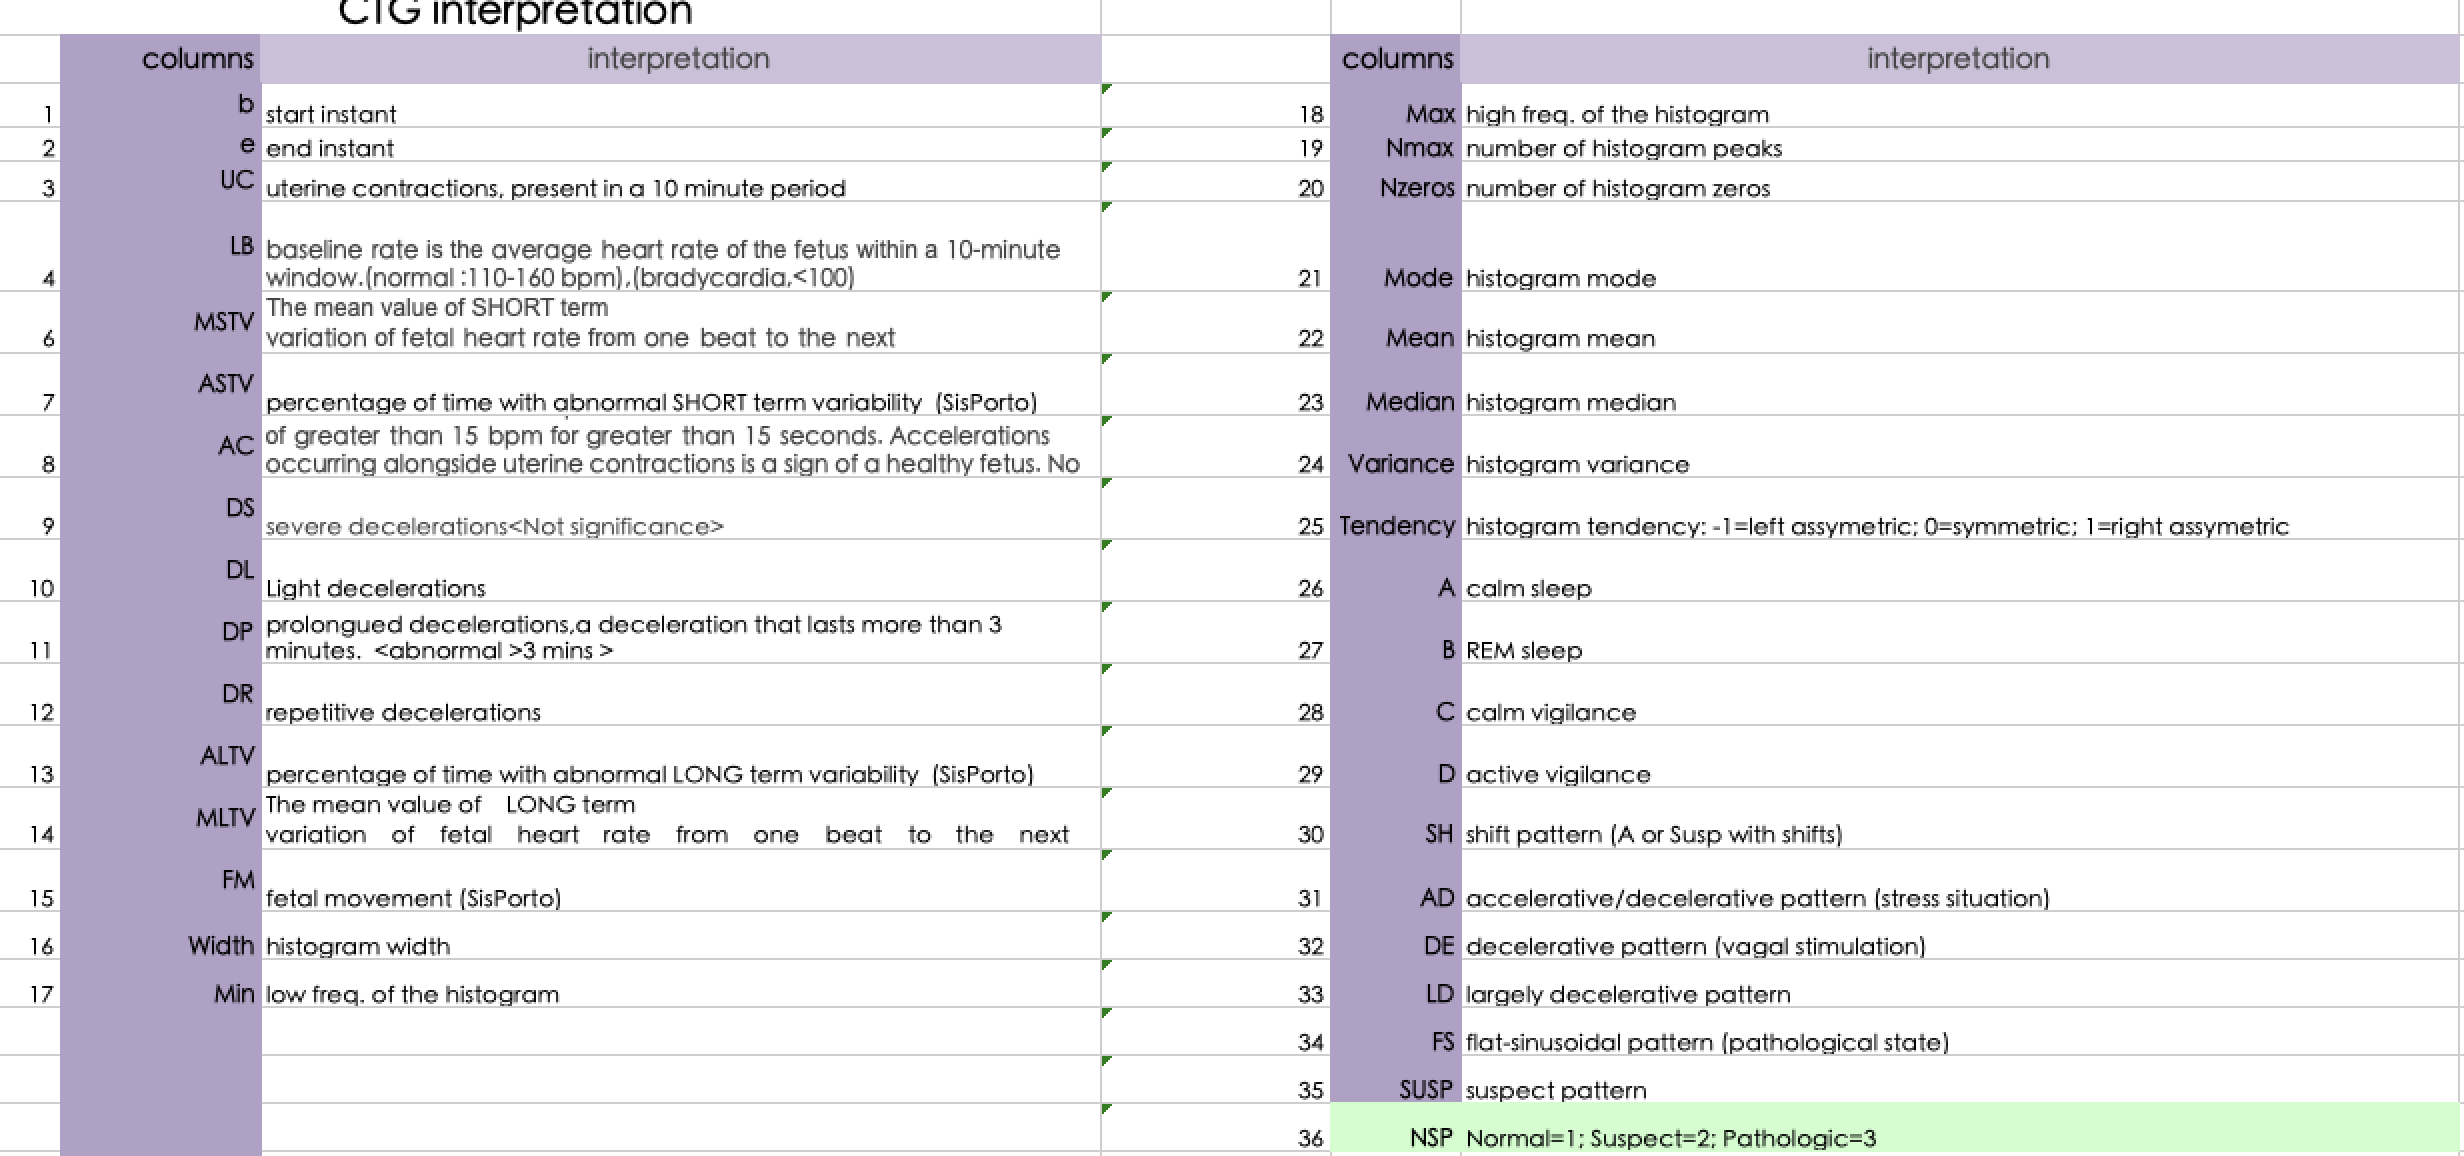 CTG interpretation
columns interpretation
1 b start instant
2 e end instant
3 UC uterine contractions, present in a 10 minute period
4 LB baseline rate is the average heart rate of the fetus within a 10-minute
window.(normal :110-160 bpm),(bradycardia,<100)
6 MSTV The mean value of SHORT term
variation of fetal heart rate from one beat to the next
7 ASTV percentage of time with abnormal SHORT term variability (SisPorto)
8 AC of greater than 15 bpm for greater than 15 seconds. Accelerations
occurring alongside uterine contractions is a sign of a healthy fetus. No
9 DS severe decelerations<Not significance>
10 DL Light decelerations
11 DP prolongued decelerations,a deceleration that lasts more than 3
minutes. <abnormal >3 mins >
12 DR repetitive decelerations
13 ALTV percentage of time with abnormal LONG term variability (SisPorto)
14 MLTV The mean value of LONG term
variation of fetal heart rate from one beat to the next
15 FM fetal movement (SisPorto)
16 Width histogram width
17 Min low freq. of the histogram
columns interpretation
18 Max high freq. of the histogram
19 Nmax number of histogram peaks
20 Nzeros number of histogram zeros
21 Mode histogram mode
22 Mean histogram mean
23 Median histogram median
24 Variance histogram variance
25 Tendency histogram tendency: -1=left assymetric; 0=symmetric; 1=right assymetric
26 A calm sleep
27 B REM sleep
28 C calm vigilance
29 D active vigilance
30 SH shift pattern (A or Susp with shifts)
31 AD accelerative/decelerative pattern (stress situation)
32 DE decelerative pattern (vagal stimulation)
33 LD largely decelerative pattern
34 FS flat-sinusoidal pattern (pathological state)
35 SUSP suspect pattern
36 NSP Normal=1; Suspect=2; Pathologic=3